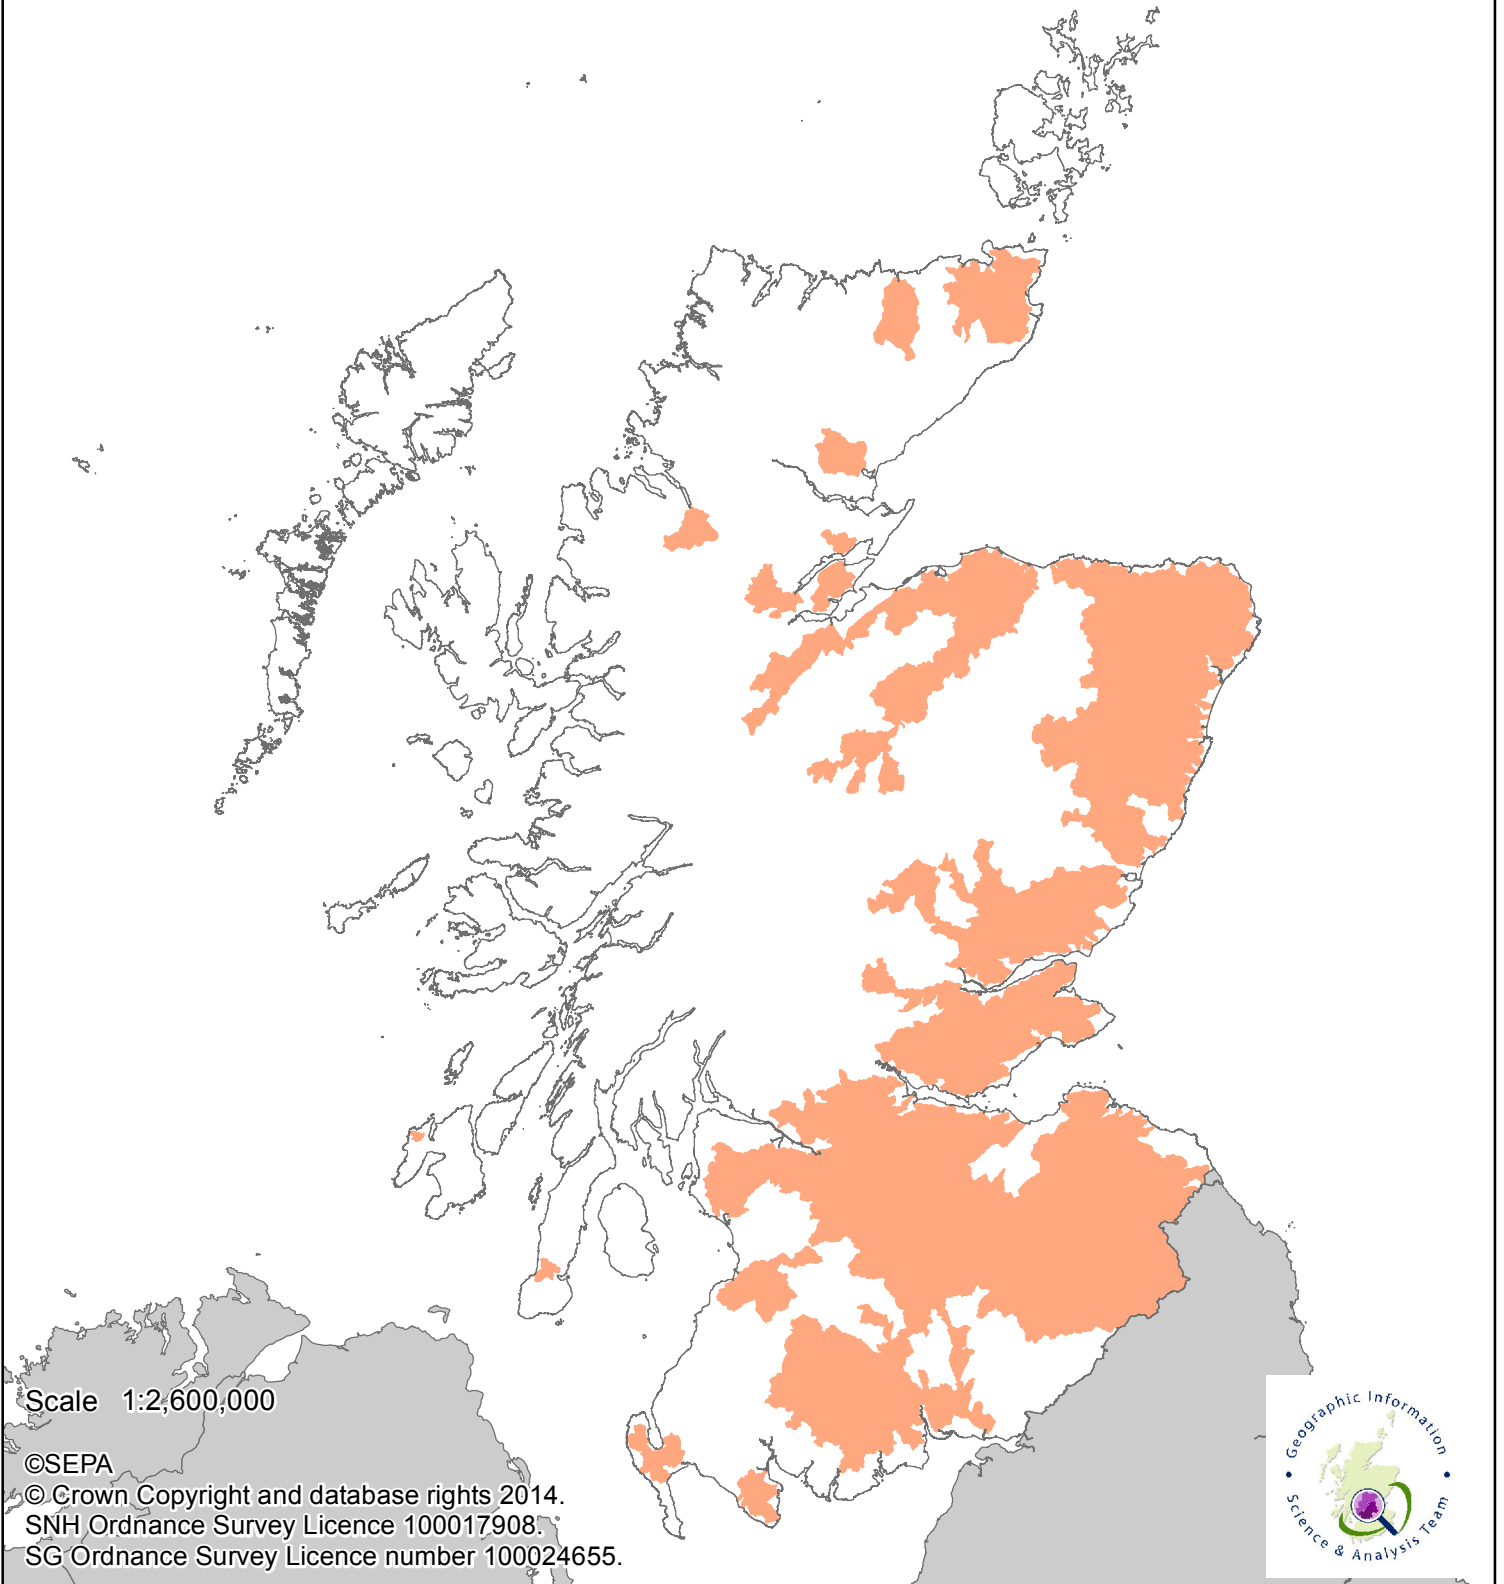 Scale 1:2,600,000
©SEPA
© Crown Copyright and database rights 2014.
SNH Ordnance Survey Licence 100017908.
SG Ordnance Survey Licence number 100024655.
Geographic Information
Science & Analysis Team